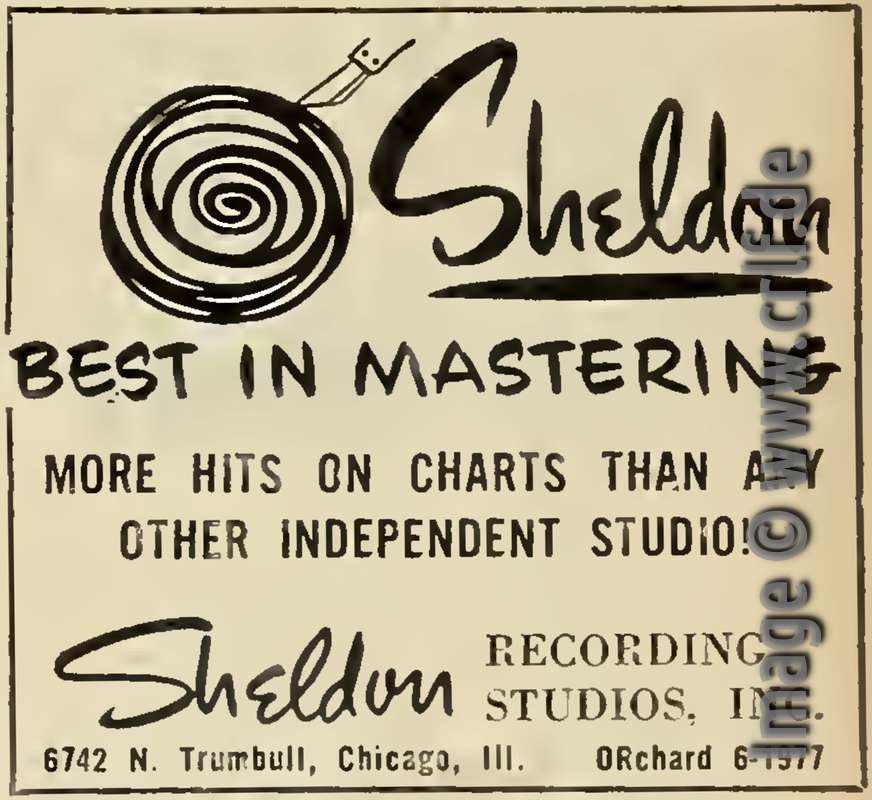 Sheldon
BEST IN MASTERING
MORE HITS ON CHARTS THAN ANY
OTHER INDEPENDENT STUDIO!
Sheldon RECORDING
STUDIOS, INC.
6742 N. Trumbull, Chicago, Ill. ORchard 6-1977
Image © www.crlf.de